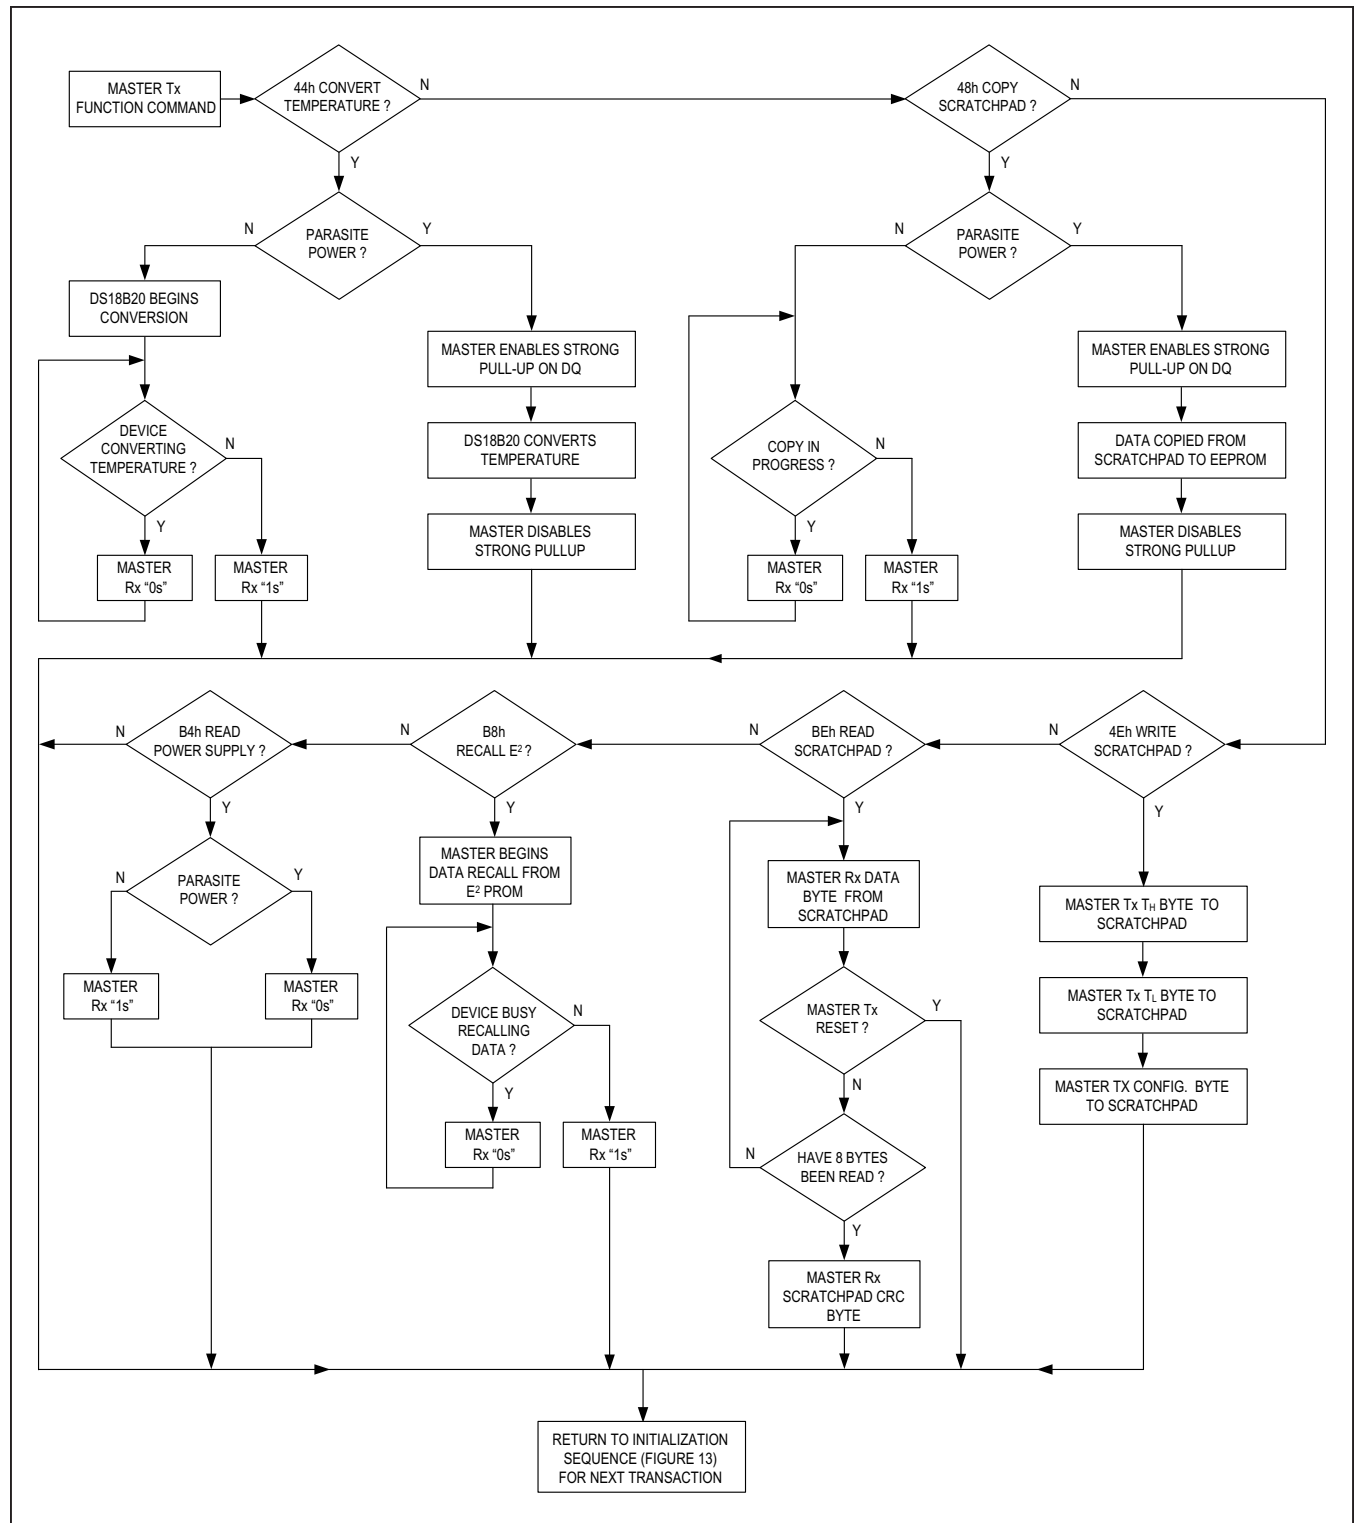 MASTER Tx
FUNCTION COMMAND
44h CONVERT
TEMPERATURE ?
N
Y
48h COPY
SCRATCHPAD ?
N
Y
PARASITE
POWER ?
N
Y
PARASITE
POWER ?
N
Y
DS18B20 BEGINS
CONVERSION
MASTER ENABLES STRONG
PULL-UP ON DQ
MASTER ENABLES STRONG
PULL-UP ON DQ
DEVICE
CONVERTING
TEMPERATURE ?
N
Y
DS18B20 CONVERTS
TEMPERATURE
COPY IN
PROGRESS ?
N
Y
DATA COPIED FROM
SCRATCHPAD TO EEPROM
MASTER
Rx “0s”
MASTER
Rx “1s”
MASTER DISABLES
STRONG PULLUP
MASTER
Rx “0s”
MASTER
Rx “1s”
MASTER DISABLES
STRONG PULLUP
N
B4h READ
POWER SUPPLY ?
Y
N
B8h
RECALL E² ?
Y
N
BEh READ
SCRATCHPAD ?
Y
N
4Eh WRITE
SCRATCHPAD ?
Y
N
PARASITE
POWER ?
Y
MASTER BEGINS
DATA RECALL FROM
E² PROM
MASTER Rx DATA
BYTE FROM
SCRATCHPAD
MASTER Tx TH BYTE TO
SCRATCHPAD
MASTER
Rx “1s”
MASTER
Rx “0s”
DEVICE BUSY
RECALLING
DATA ?
N
Y
MASTER Tx
RESET ?
Y
N
MASTER Tx TL BYTE TO
SCRATCHPAD
MASTER TX CONFIG. BYTE
TO SCRATCHPAD
MASTER
Rx “0s”
MASTER
Rx “1s”
N
HAVE 8 BYTES
BEEN READ ?
Y
MASTER Rx
SCRATCHPAD CRC
BYTE
RETURN TO INITIALIZATION
SEQUENCE (FIGURE 13)
FOR NEXT TRANSACTION